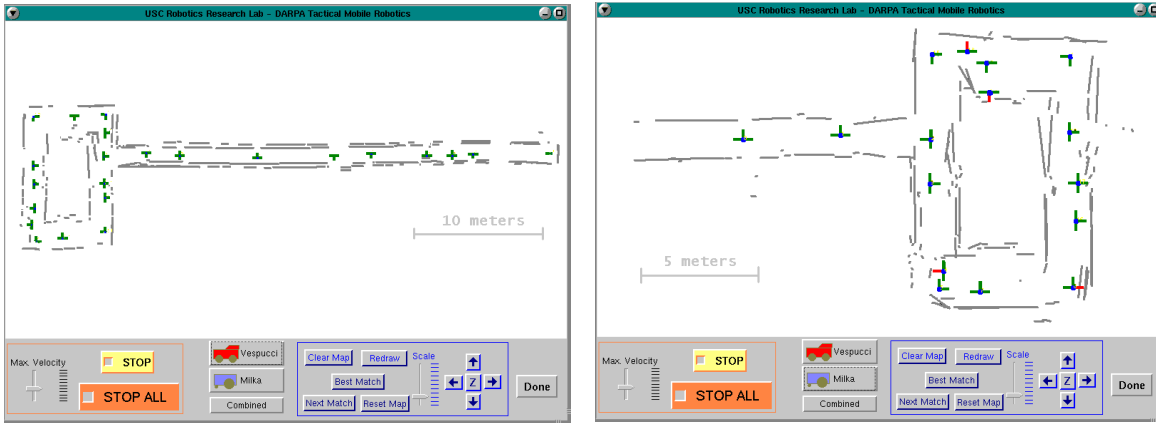 USC Robotics Research Lab - DARPA Tactical Mobile Robotics
10 meters
Max. Velocity
STOP
STOP ALL
Vespucci
Milka
Combined
Clear Map
Redraw
Scale
Best Match
Z
Next Match
Reset Map
Done
USC Robotics Research Lab - DARPA Tactical Mobile Robotics
5 meters
Max. Velocity
STOP
STOP ALL
Vespucci
Milka
Combined
Clear Map
Redraw
Scale
Best Match
Z
Next Match
Reset Map
Done